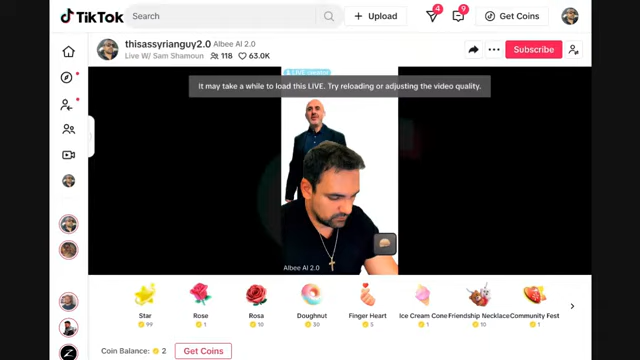 TikTok
Search
Upload
4
9
Get Coins
thisassyrianguy2.0 Albee AI 2.0
Live W/ Sam Shamoun 118 63.0K
Subscribe
LIVE
It may take a while to load this LIVE. Try reloading or adjusting the video quality.
Albee AI 2.0
Star
99
Rose
1
Rosa
10
Doughnut
30
Finger Heart
5
Ice Cream Cone
1
Friendship Necklace
10
Community Fest
1
Coin Balance: 2
Get Coins